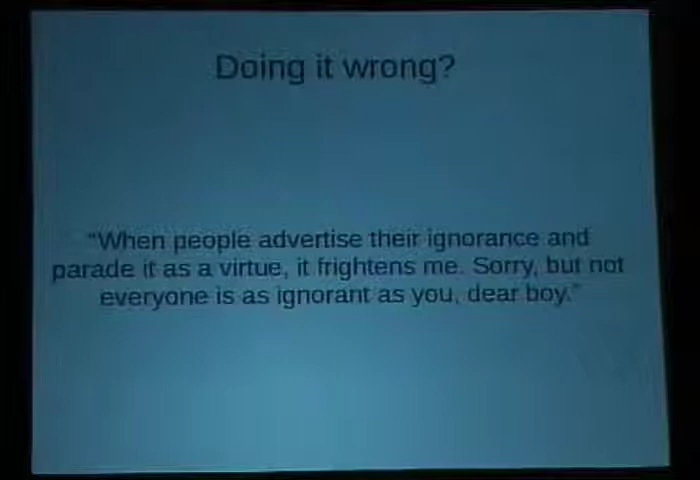 Doing it wrong?
"When people advertise their ignorance and
parade it as a virtue, it frightens me. Sorry, but not
everyone is as ignorant as you, dear boy."